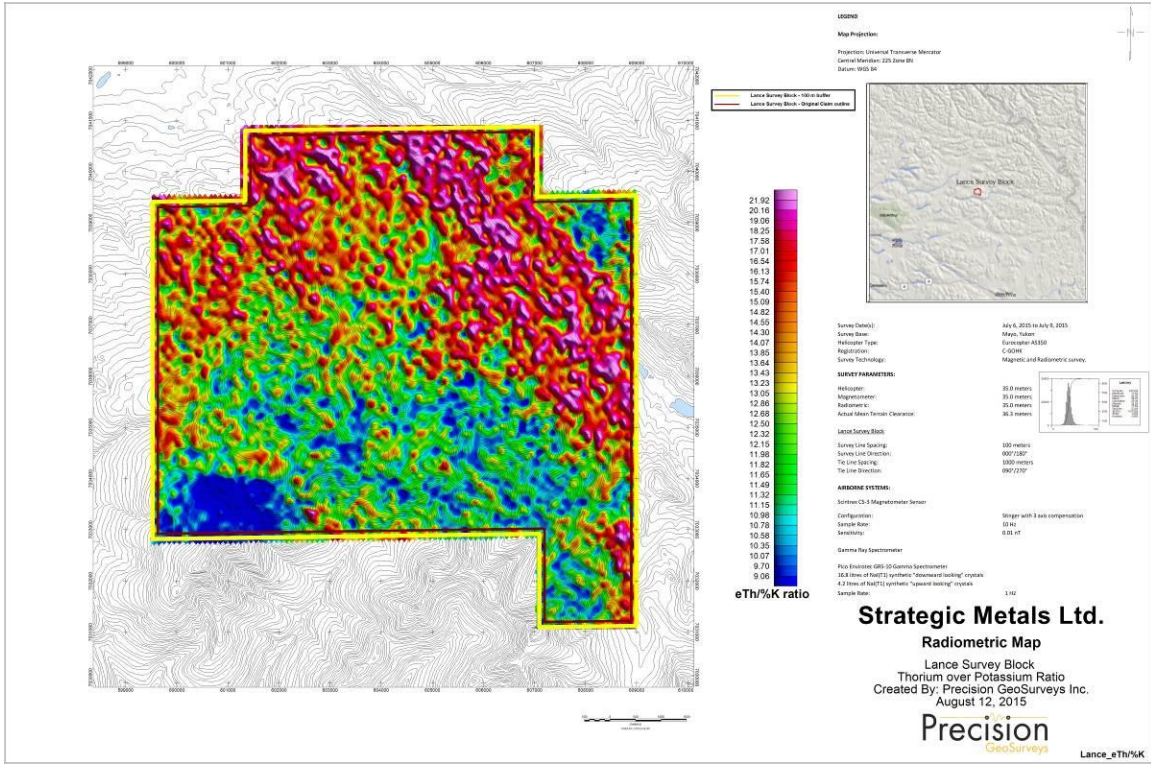 LEGEND
Map Projection:
Projection: Universal Transverse Mercator
Central Meridian: 225 Zone 8N
Datum: WGS 84
N
Lance Survey Block - 100 m buffer
Lance Survey Block - Original Claim outline
Lance Survey Block
21.92
20.16
19.06
18.25
17.58
17.01
16.54
16.13
15.74
15.40
15.09
14.82
14.55
14.30
14.07
13.85
13.64
13.43
13.23
13.05
12.86
12.68
12.50
12.32
12.15
11.98
11.82
11.65
11.49
11.32
11.15
10.98
10.78
10.58
10.35
10.07
9.70
9.06
eTh/%K ratio
Survey Date(s): July 6, 2015 to July 9, 2015
Survey Base: Mayo, Yukon
Helicopter Type: Eurocopter AS350
Registration: C-GOHK
Survey Technology: Magnetic and Radiometric survey.
SURVEY PARAMETERS:
Helicopter: 35.0 meters
Magnetometer: 35.0 meters
Radiometric: 35.0 meters
Actual Mean Terrain Clearance: 36.3 meters
Lance Survey Block:
Survey Line Spacing: 100 meters
Survey Line Direction: 000°/180°
Tie Line Spacing: 1000 meters
Tie Line Direction: 090°/270°
AIRBORNE SYSTEMS:
Scintrex CS-3 Magnetometer Sensor
Configuration: Stinger with 3 axis compensation
Sample Rate: 10 Hz
Sensitivity: 0.01 nT
Gamma Ray Spectrometer
Pico Envirotec GRS-10 Gamma Spectrometer
16.8 litres of NaI(Tl) synthetic "downward looking" crystals
4.2 litres of NaI(Tl) synthetic "upward looking" crystals
Sample Rate: 1 Hz
Strategic Metals Ltd.
Radiometric Map
Lance Survey Block
Thorium over Potassium Ratio
Created By: Precision GeoSurveys Inc.
August 12, 2015
Precision
GeoSurveys
Lance_eTh/%K